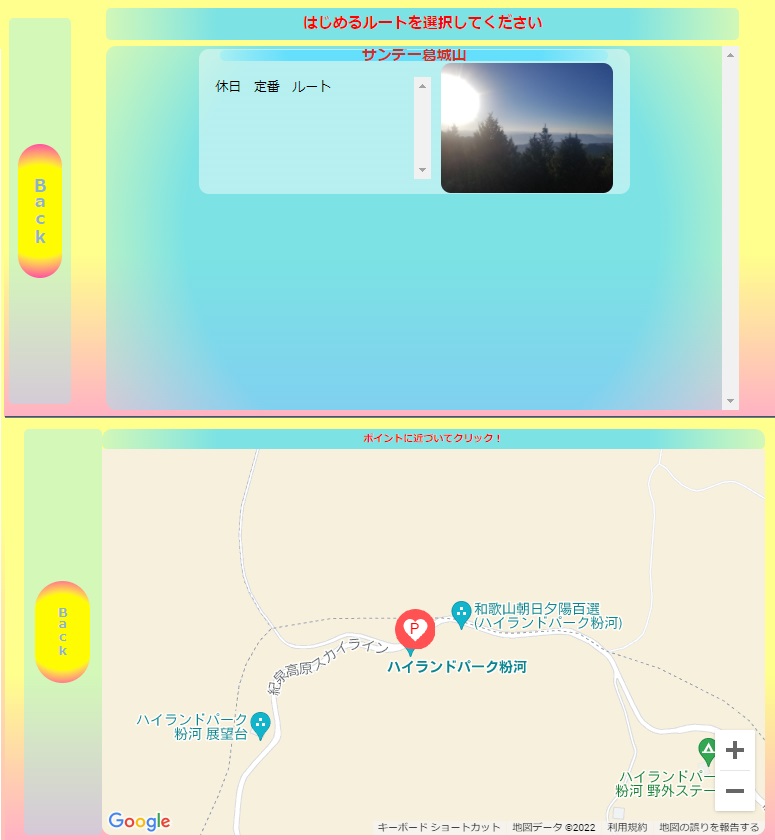 はじめるルートを選択してください
サンデー葛城山
休日　定番　ルート
Back
ポイントに近づいてクリック！
Back
和歌山朝日夕陽百選
(ハイランドパーク粉河)
P
ハイランドパーク粉河
紀泉高原スカイライン
ハイランドパーク
粉河 展望台
ハイランドパー
粉河 野外ステー
Google
キーボード ショートカット
地図データ ©2022
利用規約
地図の誤りを報告する